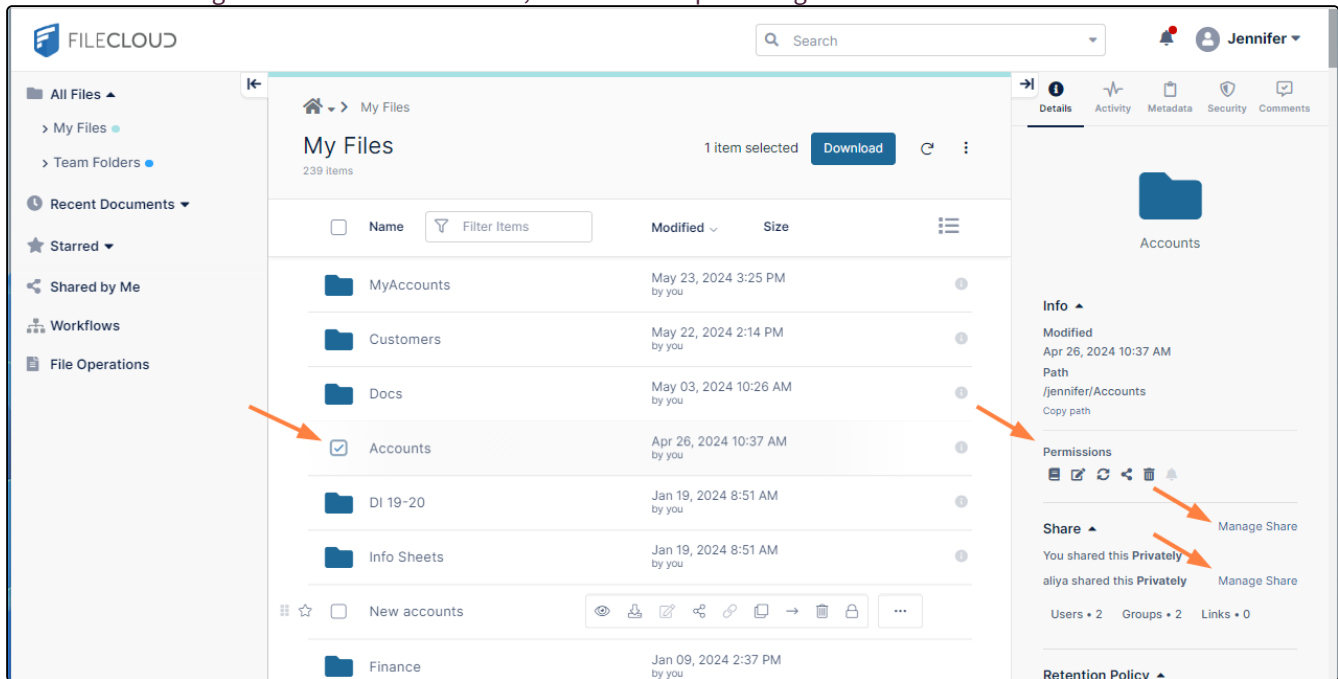 FILECLOUD
Search
Jennifer
All Files
My Files
Team Folders
Recent Documents
Starred
Shared by Me
Workflows
File Operations
My Files
My Files
239 items
1 item selected
Download
Name
Filter Items
Modified
Size
MyAccounts
May 23, 2024 3:25 PM
by you
Customers
May 22, 2024 2:14 PM
by you
Docs
May 03, 2024 10:26 AM
by you
Accounts
Apr 26, 2024 10:37 AM
by you
DI 19-20
Jan 19, 2024 8:51 AM
by you
Info Sheets
Jan 19, 2024 8:51 AM
by you
New accounts
Finance
Jan 09, 2024 2:37 PM
by you
Details Activity Metadata Security Comments
Accounts
Info
Modified
Apr 26, 2024 10:37 AM
Path
/jennifer/Accounts
Copy path
Permissions
Share Manage Share
You shared this Privately
aliya shared this Privately Manage Share
Users • 2 Groups • 2 Links • 0
Retention Policy